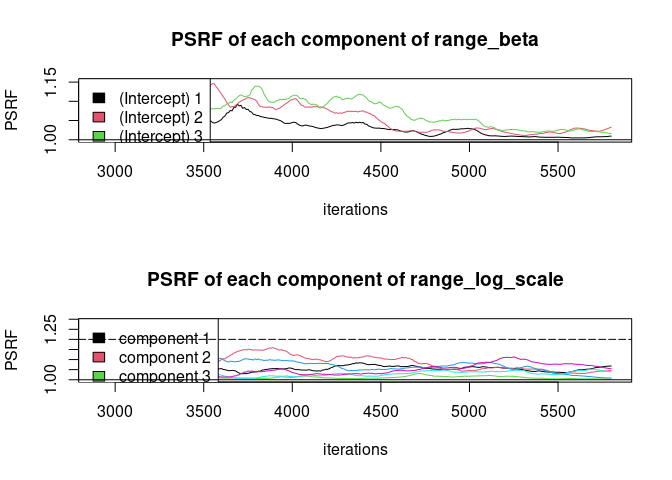 PSRF of each component of range_beta
PSRF
1.15
1.00
(Intercept) 1
(Intercept) 2
(Intercept) 3
3000 3500 4000 4500 5000 5500
iterations
PSRF of each component of range_log_scale
PSRF
1.25
1.00
component 1
component 2
component 3
3000 3500 4000 4500 5000 5500
iterations